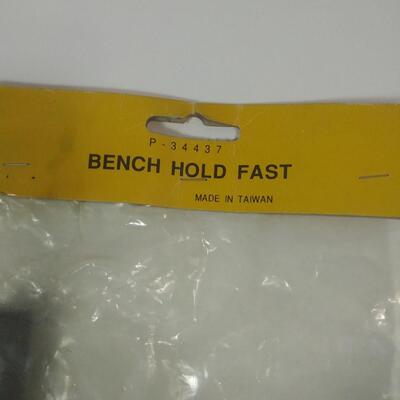 P-34437
BENCH HOLD FAST
MADE IN TAIWAN